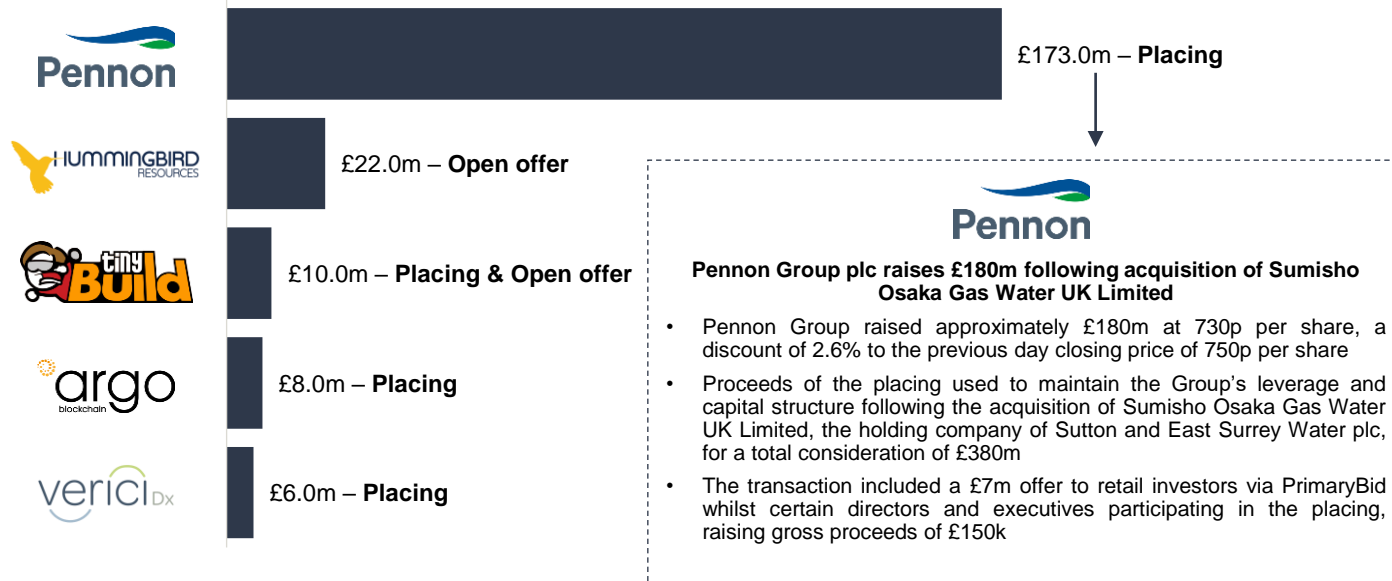 Pennon
£173.0m – Placing
HUMMINGBIRD
RESOURCES
£22.0m – Open offer
tiny
Build
£10.0m – Placing & Open offer
argo
blockchain
£8.0m – Placing
verici Dx
£6.0m – Placing
Pennon
Pennon Group plc raises £180m following acquisition of Sumisho
Osaka Gas Water UK Limited
• Pennon Group raised approximately £180m at 730p per share, a
discount of 2.6% to the previous day closing price of 750p per share
• Proceeds of the placing used to maintain the Group's leverage and
capital structure following the acquisition of Sumisho Osaka Gas Water
UK Limited, the holding company of Sutton and East Surrey Water plc,
for a total consideration of £380m
• The transaction included a £7m offer to retail investors via PrimaryBid
whilst certain directors and executives participating in the placing,
raising gross proceeds of £150k